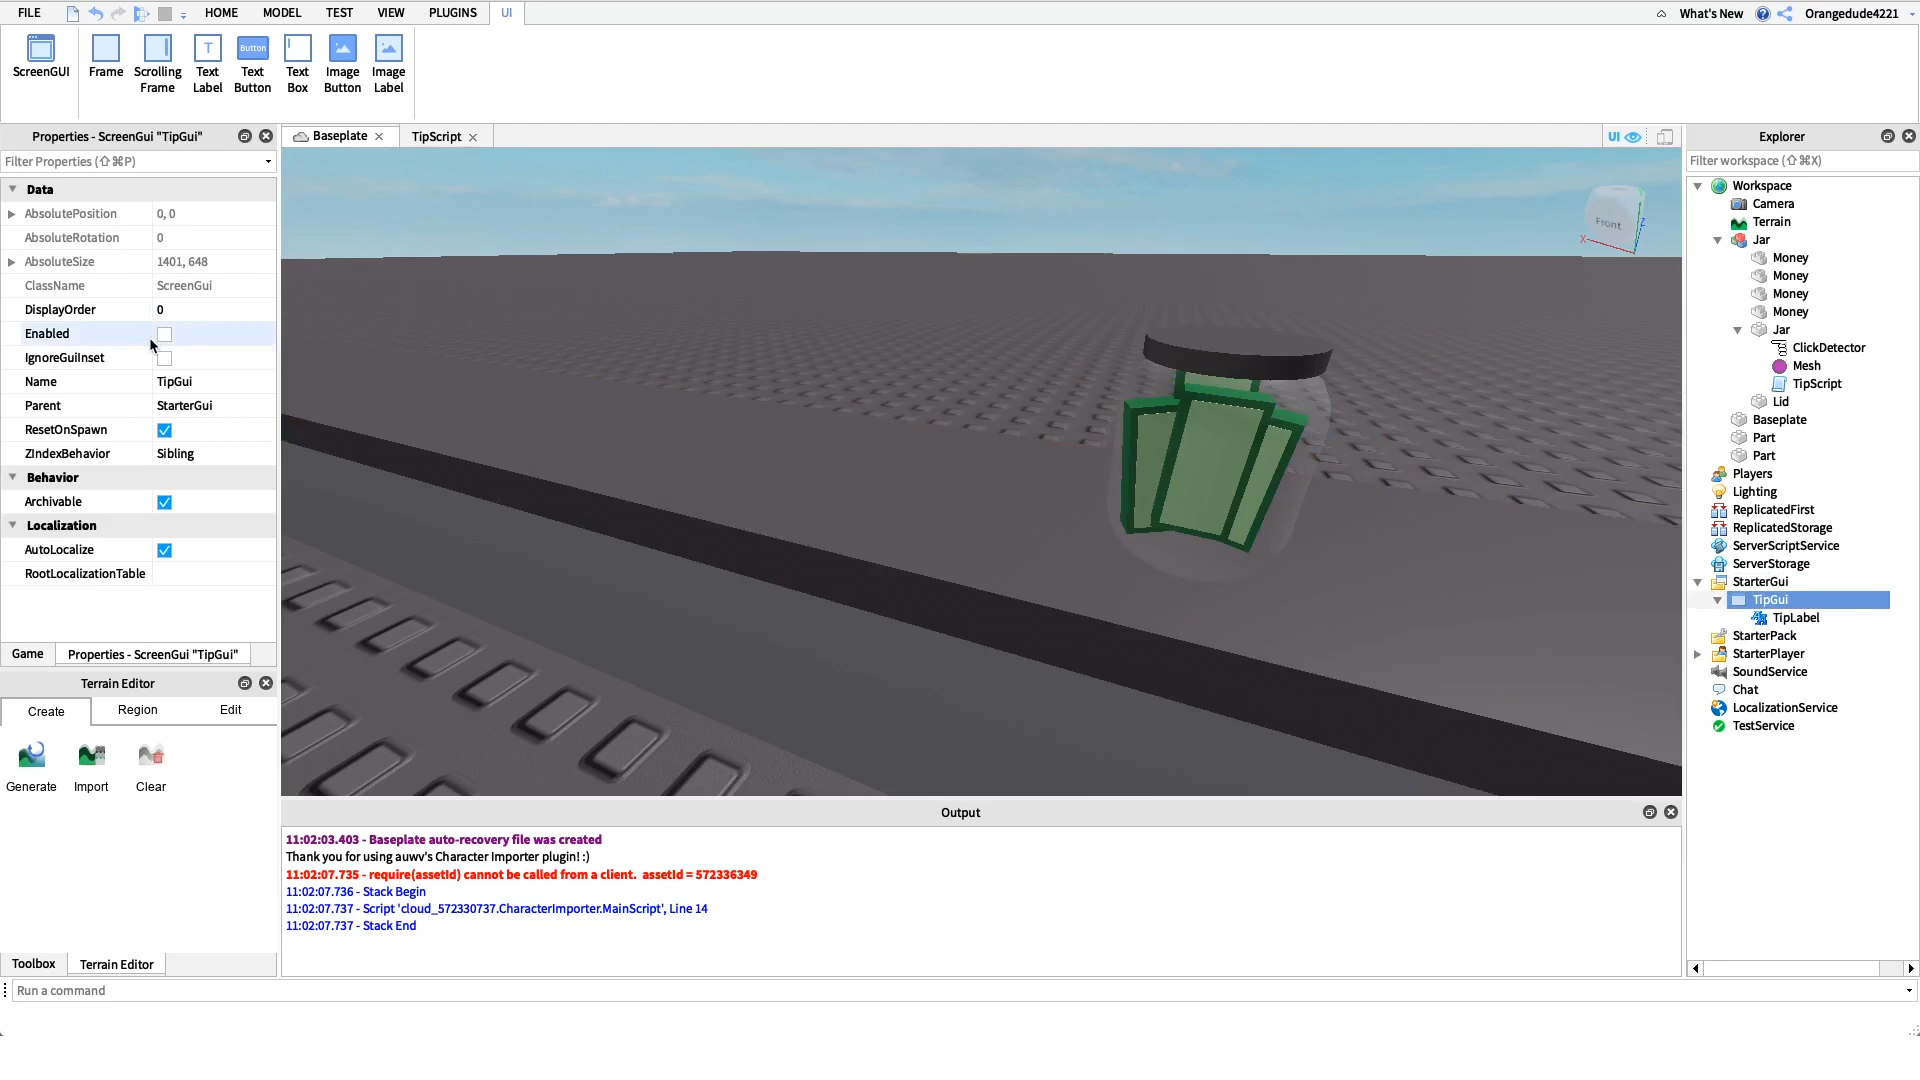 FILE HOME MODEL TEST VIEW PLUGINS UI What's New Orangedude4221
ScreenGUI
Frame
Scrolling
Frame
T
Text
Label
Button
Text
Button
Text
Box
Image
Button
Image
Label
Properties - ScreenGui "TipGui"
Filter Properties (⇧⌘P)
Data
AbsolutePosition 0, 0
AbsoluteRotation 0
AbsoluteSize 1401, 648
ClassName ScreenGui
DisplayOrder 0
Enabled
IgnoreGuiInset
Name TipGui
Parent StarterGui
ResetOnSpawn
ZIndexBehavior Sibling
Behavior
Archivable
Localization
AutoLocalize
RootLocalizationTable
Game Properties - ScreenGui "TipGui"
Terrain Editor
Create Region Edit
Generate Import Clear
Toolbox Terrain Editor
Run a command
Baseplate TipScript UI
Front
X
Z
Output
11:02:03.403 - Baseplate auto-recovery file was created
Thank you for using auwv's Character Importer plugin! :)
11:02:07.735 - require(assetId) cannot be called from a client. assetId = 572336349
11:02:07.736 - Stack Begin
11:02:07.737 - Script 'cloud_572330737.CharacterImporter.MainScript', Line 14
11:02:07.737 - Stack End
Explorer
Filter workspace (⇧⌘X)
Workspace
Camera
Terrain
Jar
Money
Money
Money
Money
Jar
ClickDetector
Mesh
TipScript
Lid
Baseplate
Part
Part
Players
Lighting
ReplicatedFirst
ReplicatedStorage
ServerScriptService
ServerStorage
StarterGui
TipGui
TipLabel
StarterPack
StarterPlayer
SoundService
Chat
LocalizationService
TestService